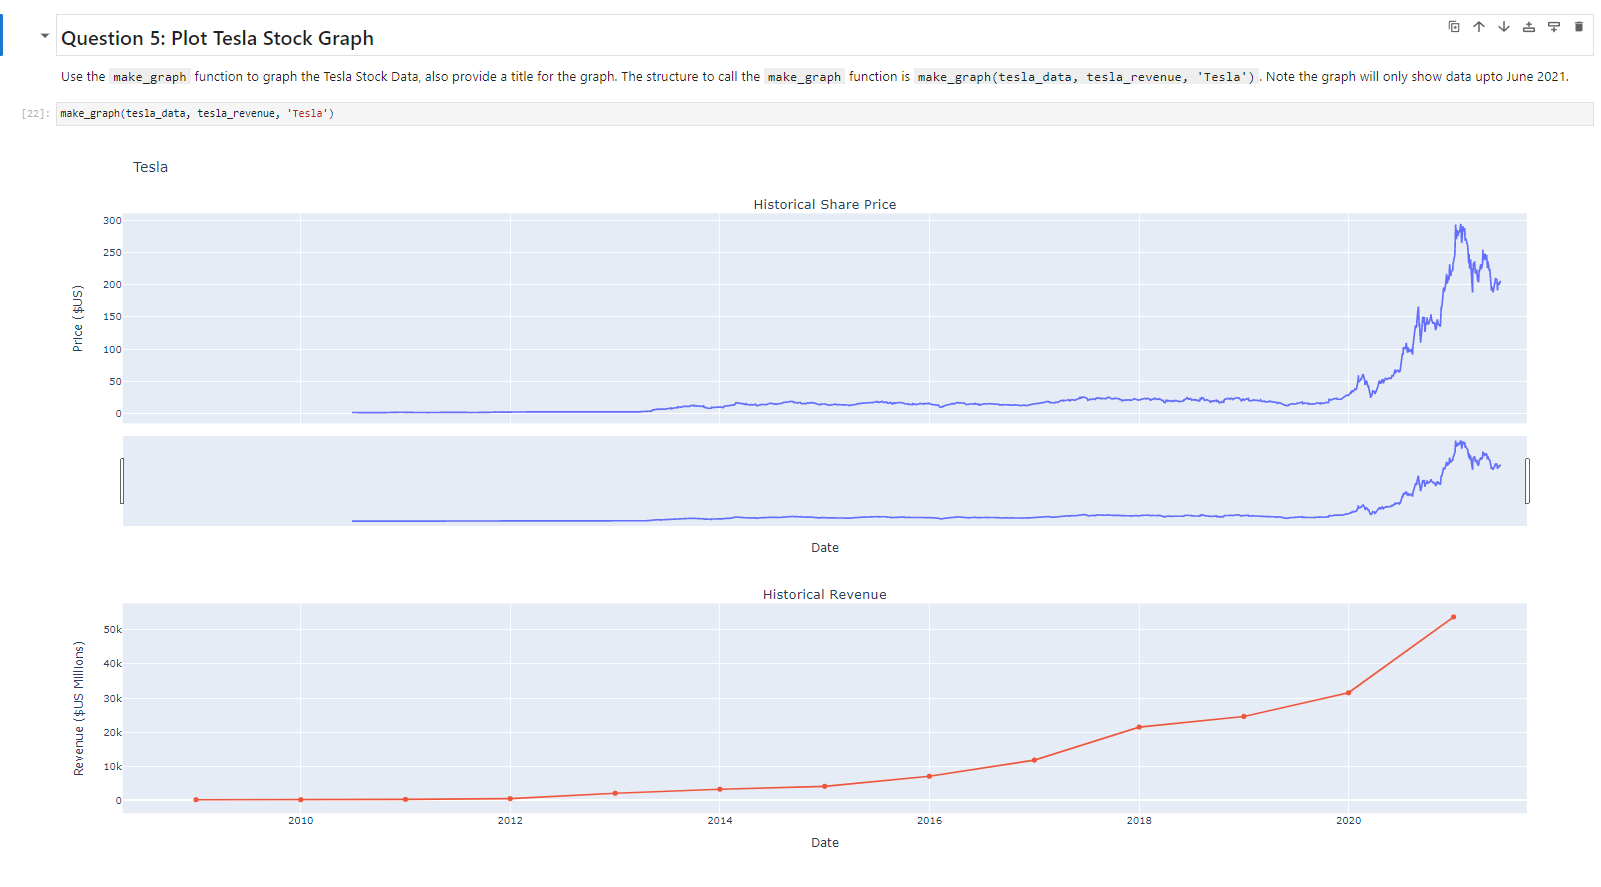 Question 5: Plot Tesla Stock Graph
Use the make_graph function to graph the Tesla Stock Data, also provide a title for the graph. The structure to call the make_graph function is make_graph(tesla_data, tesla_revenue, 'Tesla'). Note the graph will only show data upto June 2021.
[22]: make_graph(tesla_data, tesla_revenue, 'Tesla')
Tesla
Historical Share Price
Price ($US)
300
250
200
150
100
50
0
Date
Historical Revenue
Revenue ($US Millions)
50k
40k
30k
20k
10k
0
2010 2012 2014 2016 2018 2020
Date